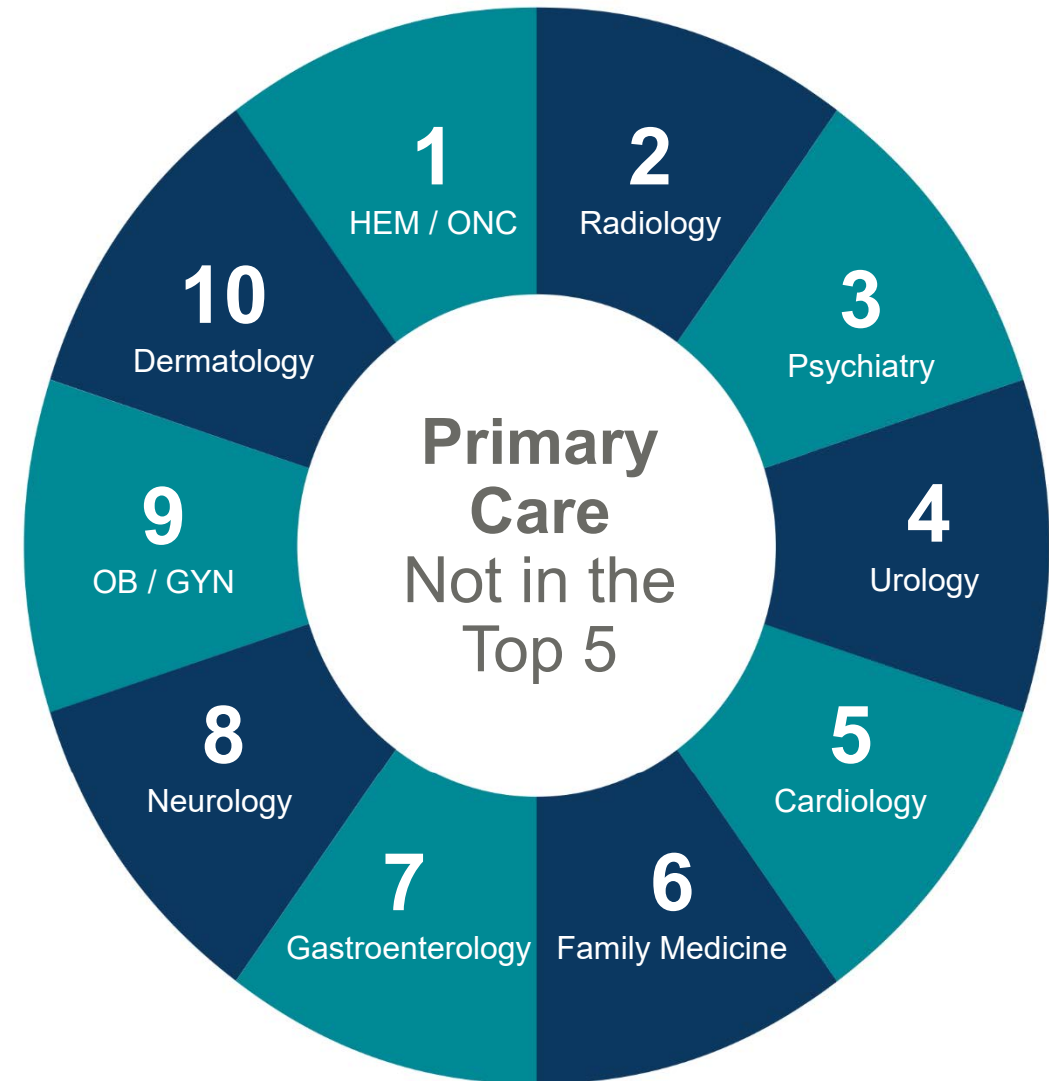 1
HEM / ONC
2
Radiology
3
Psychiatry
4
Urology
5
Cardiology
6
Family Medicine
7
Gastroenterology
8
Neurology
9
OB / GYN
10
Dermatology
Primary
Care
Not in the
Top 5